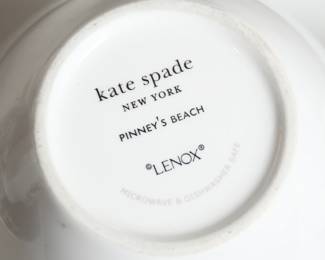 kate spade
NEW YORK
PINNEY'S BEACH
©LENOX®
MICROWAVE & DISHWASHER SAFE